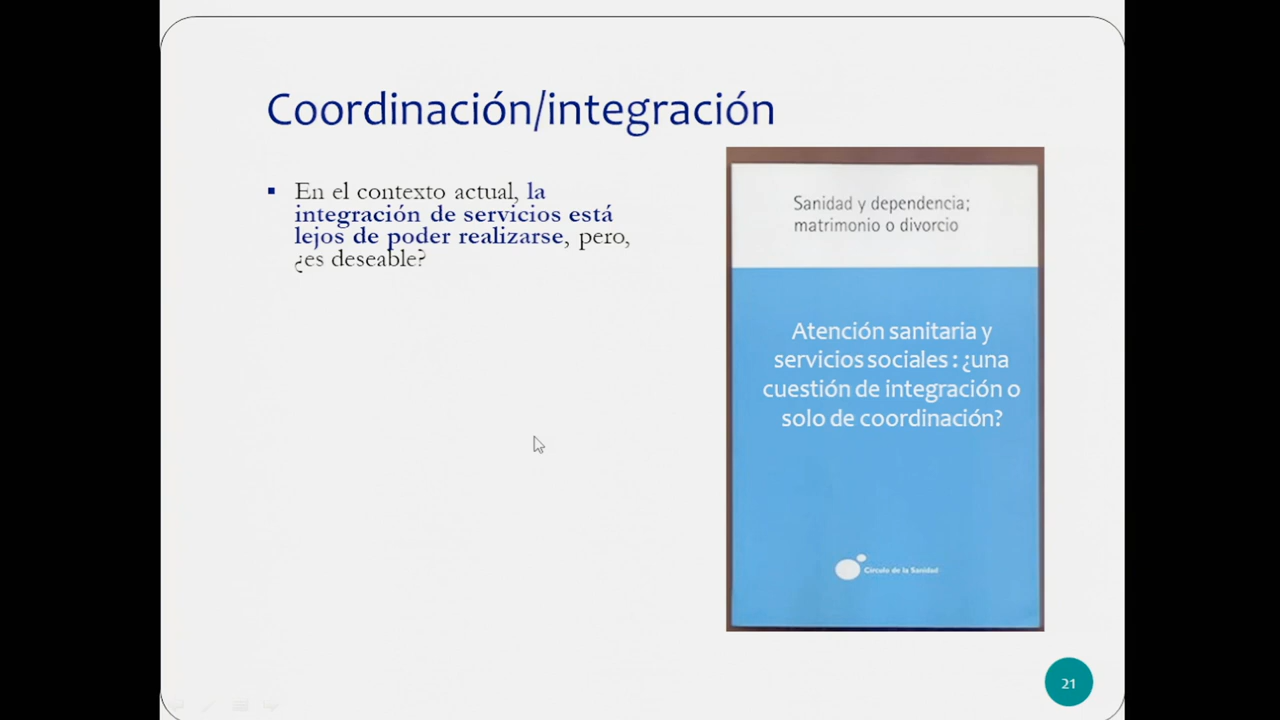 Coordinación/integración
En el contexto actual, la
integración de servicios está
lejos de poder realizarse, pero,
¿es deseable?
Sanidad y dependencia;
matrimonio o divorcio
Atención sanitaria y
servicios sociales : ¿una
cuestión de integración o
solo de coordinación?
Círculo de la Sanidad
21